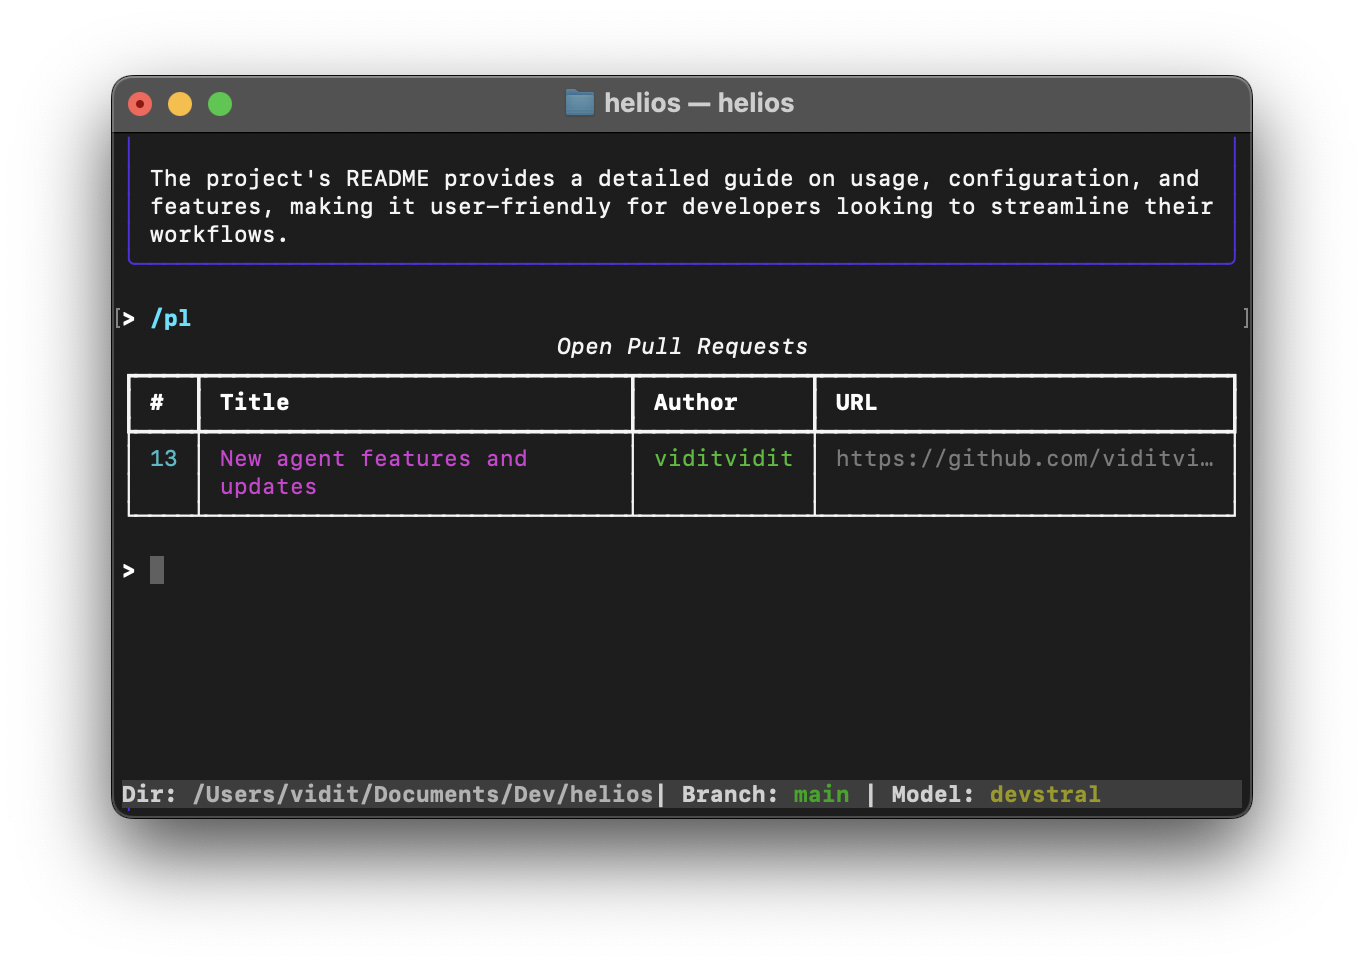 helios — helios
The project's README provides a detailed guide on usage, configuration, and
features, making it user-friendly for developers looking to streamline their
workflows.
[> /pl ]
Open Pull Requests
# Title Author URL
13 New agent features and viditvidit https://github.com/viditvi…
updates
>
Dir: /Users/vidit/Documents/Dev/helios| Branch: main | Model: devstral